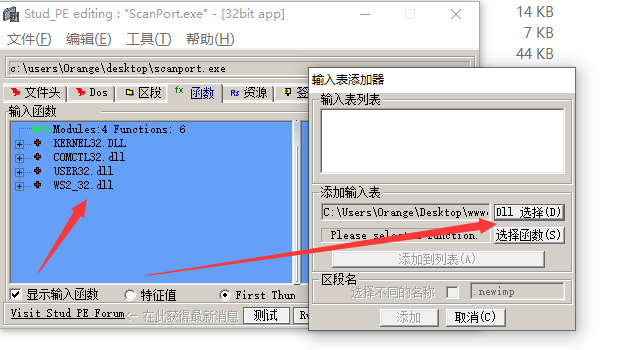 Stud_PE editing : "ScanPort.exe" - [32bit app]
文件(F) 编辑(E) 工具(T) 帮助(H)
c:\users\Orange\desktop\scanport.exe
文件头 Dos 区段 fx 函数 Rs 资源
输入函数
Modules:4 Functions: 6
KERNEL32.DLL
COMCTL32.dll
USER32.dll
WS2_32.dll
显示输入函数 特征值 First Thun
Visit Stud PE Forum <- 在此获得最新消息 测试
14 KB
7 KB
44 KB
输入表添加器
输入表列表
添加输入表
C:\Users\Orange\Desktop\www Dll 选择(D)
Please select function. 选择函数(S)
添加到列表(A)
区段名
选择不同的名称 .newimp
添加 取消(C)